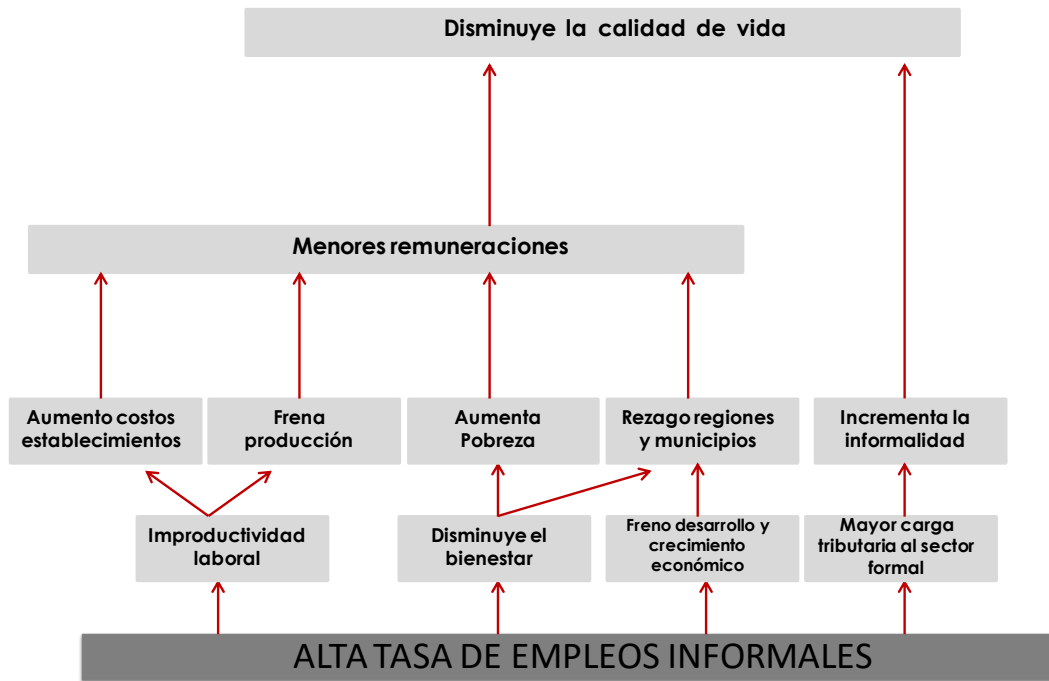 Disminuye la calidad de vida
Menores remuneraciones
Aumento costos
establecimientos
Frena
producción
Aumenta
Pobreza
Rezago regiones
y municipios
Incrementa la
informalidad
Improductividad
laboral
Disminuye el
bienestar
Freno desarrollo y
crecimiento
económico
Mayor carga
tributaria al sector
formal
ALTA TASA DE EMPLEOS INFORMALES